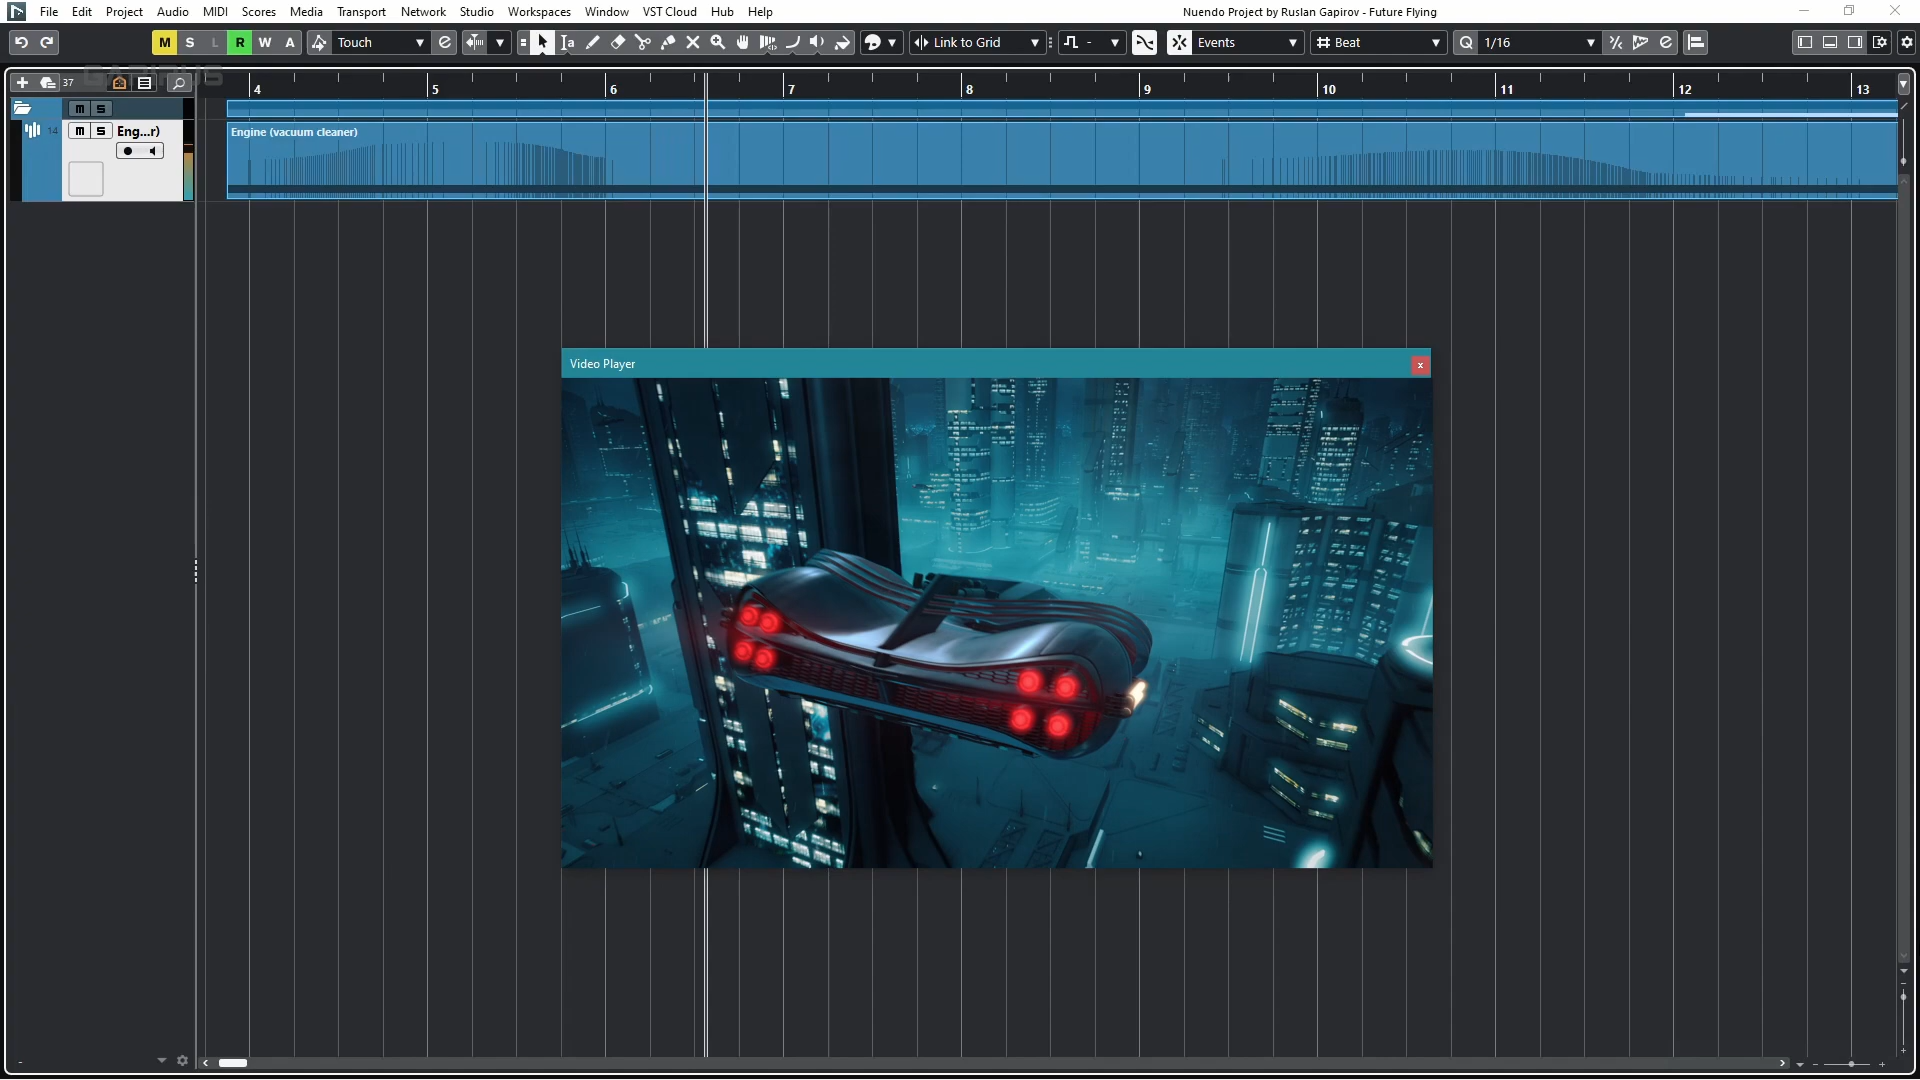 File Edit Project Audio MIDI Scores Media Transport Network Studio Workspaces Window VST Cloud Hub Help Nuendo Project by Ruslan Gapirov - Future Flying
M S L R W A Touch Link to Grid - Events Beat Q 1/16
GAPIRUS
37 4 5 6 7 8 9 10 11 12 13
m S
14 m S Eng...r) Engine (vacuum cleaner)
Video Player x